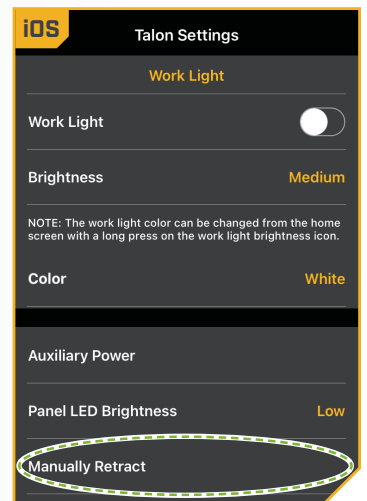 iOS
Talon Settings
Work Light
Work Light
Brightness
Medium
NOTE: The work light color can be changed from the home
screen with a long press on the work light brightness icon.
Color
White
Auxiliary Power
Panel LED Brightness
Low
Manually Retract